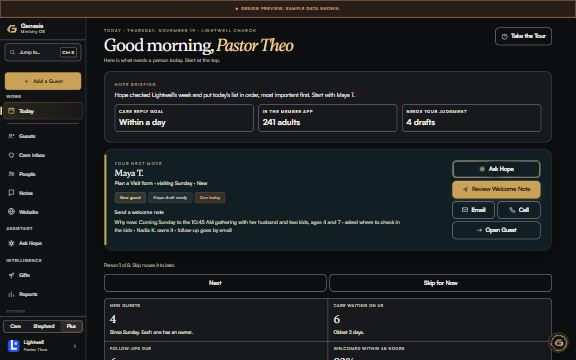 DESIGN PREVIEW. SAMPLE DATA SHOWN.
Genesis
Ministry OS
Jump to...
Ctrl K
+ Add a Guest
WORK
Today
Guests
Care Inbox
People
Notes
Website
ASSISTANT
Ask Hope
INTELLIGENCE
Gifts
Reports
Care
Shepherd
Plus
Lightwell
Pastor Theo
TODAY · THURSDAY, NOVEMBER 19 · LIGHTWELL CHURCH
Good morning, Pastor Theo
Here is what needs a person today. Start at the top.
Take the Tour
HOPE BRIEFING
Hope checked Lightwell's week and put today's list in order, most important first. Start with Maya T.
CARE REPLY GOAL
Within a day
IN THE MEMBER APP
241 adults
NEEDS YOUR JUDGMENT
4 drafts
YOUR NEXT MOVE
Maya T.
Plan a Visit form · visiting Sunday · New
New guest
Hope draft ready
Due today
Send a welcome note
Why now: Coming Sunday to the 10:45 AM gathering with her husband and two kids, ages 4 and 7 · asked where to check in
the kids · Nadia K. owns it · follow-up goes by email
Ask Hope
Review Welcome Note
Email
Call
Open Guest
Person 1 of 8. Skip moves it to later.
Next
Skip for Now
NEW GUESTS
4
Since Sunday. Each one has an owner.
CARE WAITING ON US
6
Oldest 2 days.
FOLLOW-UPS DUE
WELCOMED WITHIN 48 HOURS